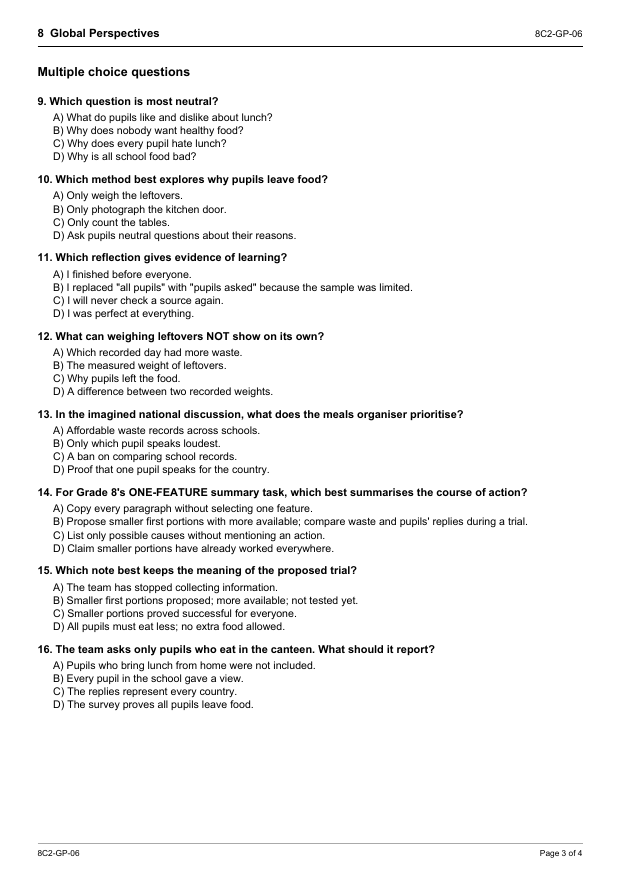 8 Global Perspectives
8C2-GP-06
Multiple choice questions
9. Which question is most neutral?
A) What do pupils like and dislike about lunch?
B) Why does nobody want healthy food?
C) Why does every pupil hate lunch?
D) Why is all school food bad?
10. Which method best explores why pupils leave food?
A) Only weigh the leftovers.
B) Only photograph the kitchen door.
C) Only count the tables.
D) Ask pupils neutral questions about their reasons.
11. Which reflection gives evidence of learning?
A) I finished before everyone.
B) I replaced "all pupils" with "pupils asked" because the sample was limited.
C) I will never check a source again.
D) I was perfect at everything.
12. What can weighing leftovers NOT show on its own?
A) Which recorded day had more waste.
B) The measured weight of leftovers.
C) Why pupils left the food.
D) A difference between two recorded weights.
13. In the imagined national discussion, what does the meals organiser prioritise?
A) Affordable waste records across schools.
B) Only which pupil speaks loudest.
C) A ban on comparing school records.
D) Proof that one pupil speaks for the country.
14. For Grade 8's ONE-FEATURE summary task, which best summarises the course of action?
A) Copy every paragraph without selecting one feature.
B) Propose smaller first portions with more available; compare waste and pupils' replies during a trial.
C) List only possible causes without mentioning an action.
D) Claim smaller portions have already worked everywhere.
15. Which note best keeps the meaning of the proposed trial?
A) The team has stopped collecting information.
B) Smaller first portions proposed; more available; not tested yet.
C) Smaller portions proved successful for everyone.
D) All pupils must eat less; no extra food allowed.
16. The team asks only pupils who eat in the canteen. What should it report?
A) Pupils who bring lunch from home were not included.
B) Every pupil in the school gave a view.
C) The replies represent every country.
D) The survey proves all pupils leave food.
8C2-GP-06
Page 3 of 4